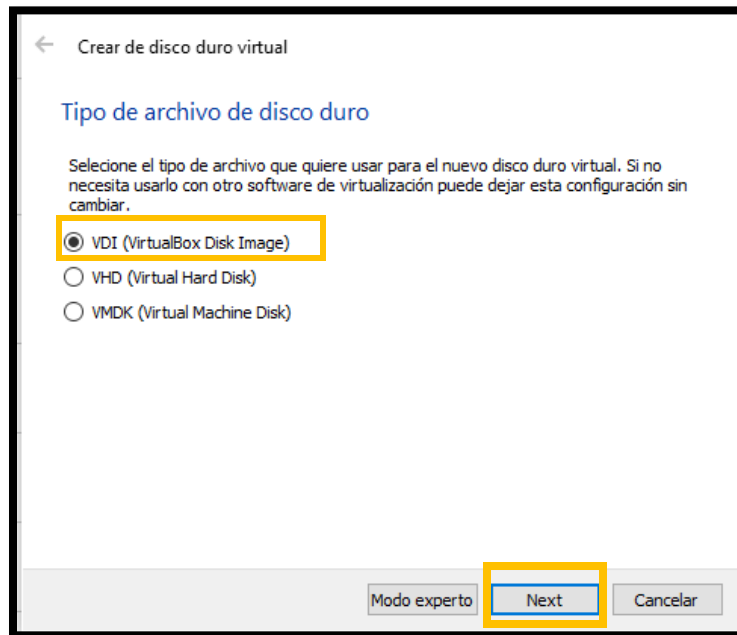 Crear de disco duro virtual
Tipo de archivo de disco duro
Selecione el tipo de archivo que quiere usar para el nuevo disco duro virtual. Si no
necesita usarlo con otro software de virtualización puede dejar esta configuración sin
cambiar.
VDI (VirtualBox Disk Image)
VHD (Virtual Hard Disk)
VMDK (Virtual Machine Disk)
Modo experto Next Cancelar